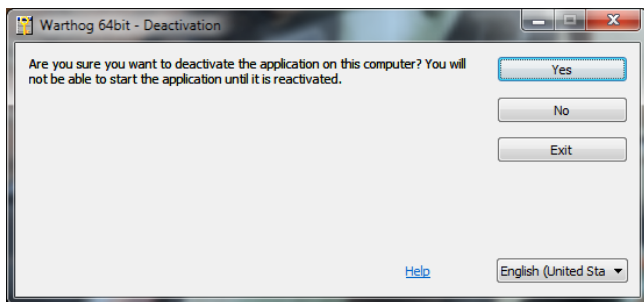 Warthog 64bit - Deactivation
Are you sure you want to deactivate the application on this computer? You will
not be able to start the application until it is reactivated.
Yes
No
Exit
Help
English (United Sta